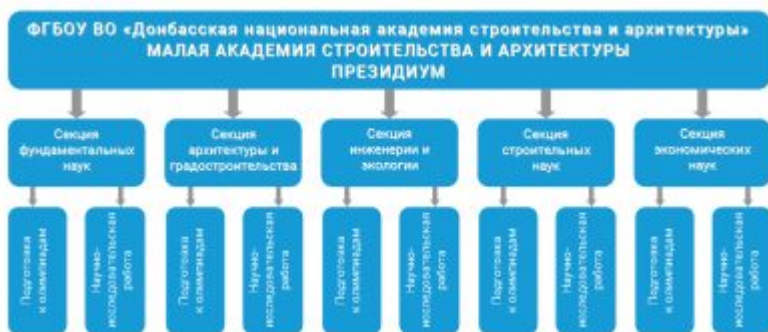 ФГБОУ ВО «Донбасская национальная академия строительства и архитектуры»
МАЛАЯ АКАДЕМИЯ СТРОИТЕЛЬСТВА И АРХИТЕКТУРЫ
ПРЕЗИДИУМ
Секция
фундаментальных
наук
Секция
архитектуры и
градостроительства
Секция
инженерии и
экологии
Секция
строительных
наук
Секция
экономических
наук
Подготовка
к олимпиадам
Научно-
исследовательская
работа
Подготовка
к олимпиадам
Научно-
исследовательская
работа
Подготовка
к олимпиадам
Научно-
исследовательская
работа
Подготовка
к олимпиадам
Научно-
исследовательская
работа
Подготовка
к олимпиадам
Научно-
исследовательская
работа